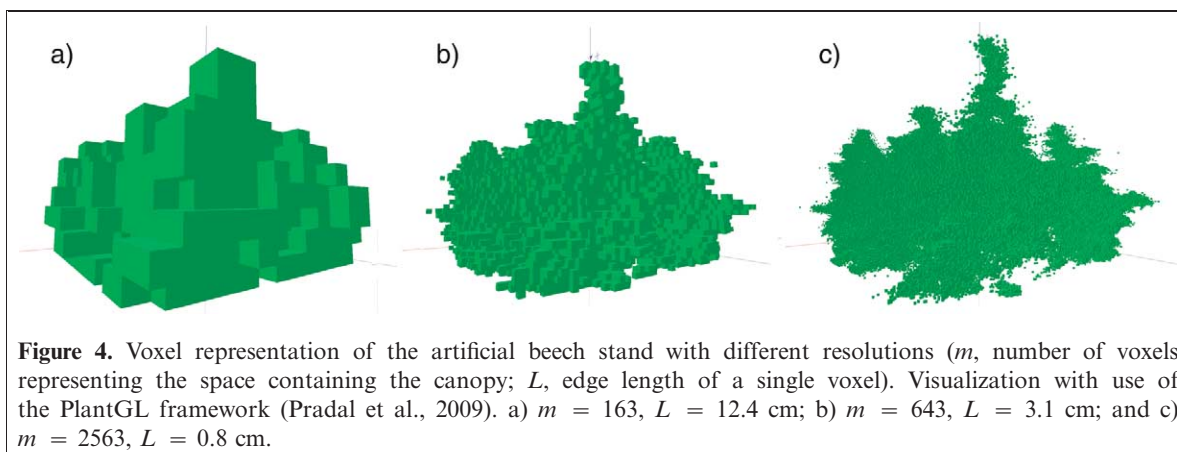 a) b) c)
Figure 4. Voxel representation of the artificial beech stand with different resolutions (m, number of voxels
representing the space containing the canopy; L, edge length of a single voxel). Visualization with use of
the PlantGL framework (Pradal et al., 2009). a) m = 163, L = 12.4 cm; b) m = 643, L = 3.1 cm; and c)
m = 2563, L = 0.8 cm.